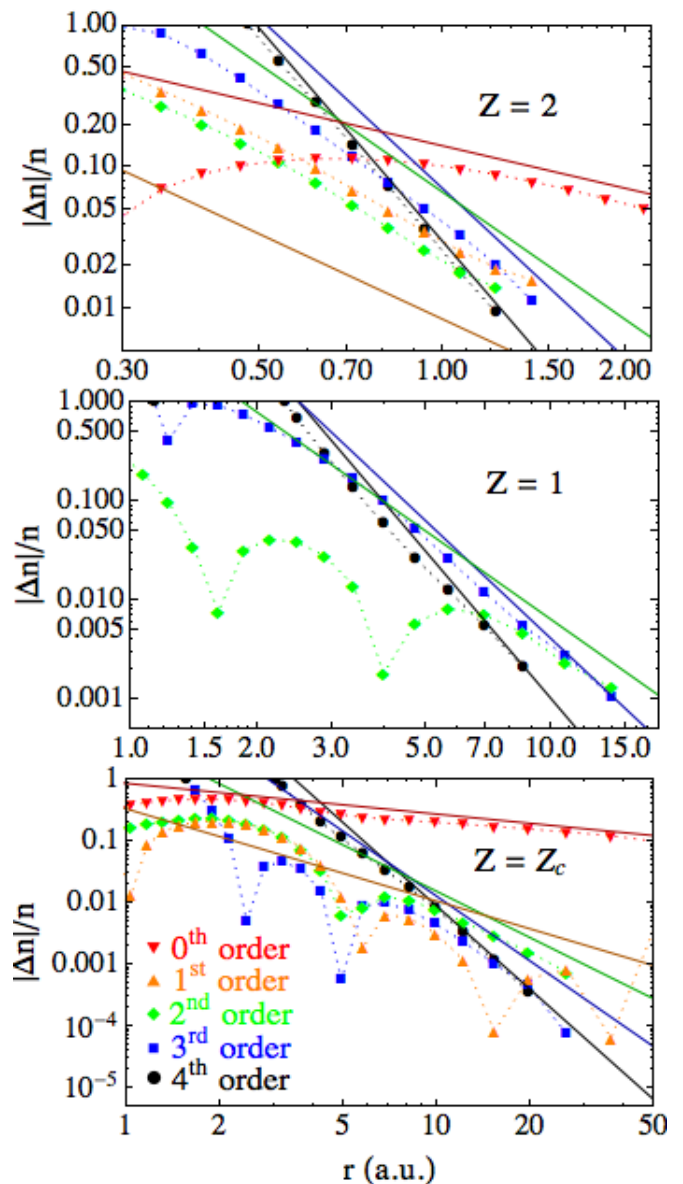 1.00
0.50
0.20
0.10
0.05
0.02
0.01
|Δn|/n
Z = 2
0.30 0.50 0.70 1.00 1.50 2.00
1.000
0.500
0.100
0.050
0.010
0.005
0.001
|Δn|/n
Z = 1
1.0 1.5 2.0 3.0 5.0 7.0 10.0 15.0
1
0.1
0.01
0.001
10⁻⁴
10⁻⁵
|Δn|/n
Z = Z_c
0th order
1st order
2nd order
3rd order
4th order
1 2 5 10 20 50
r (a.u.)